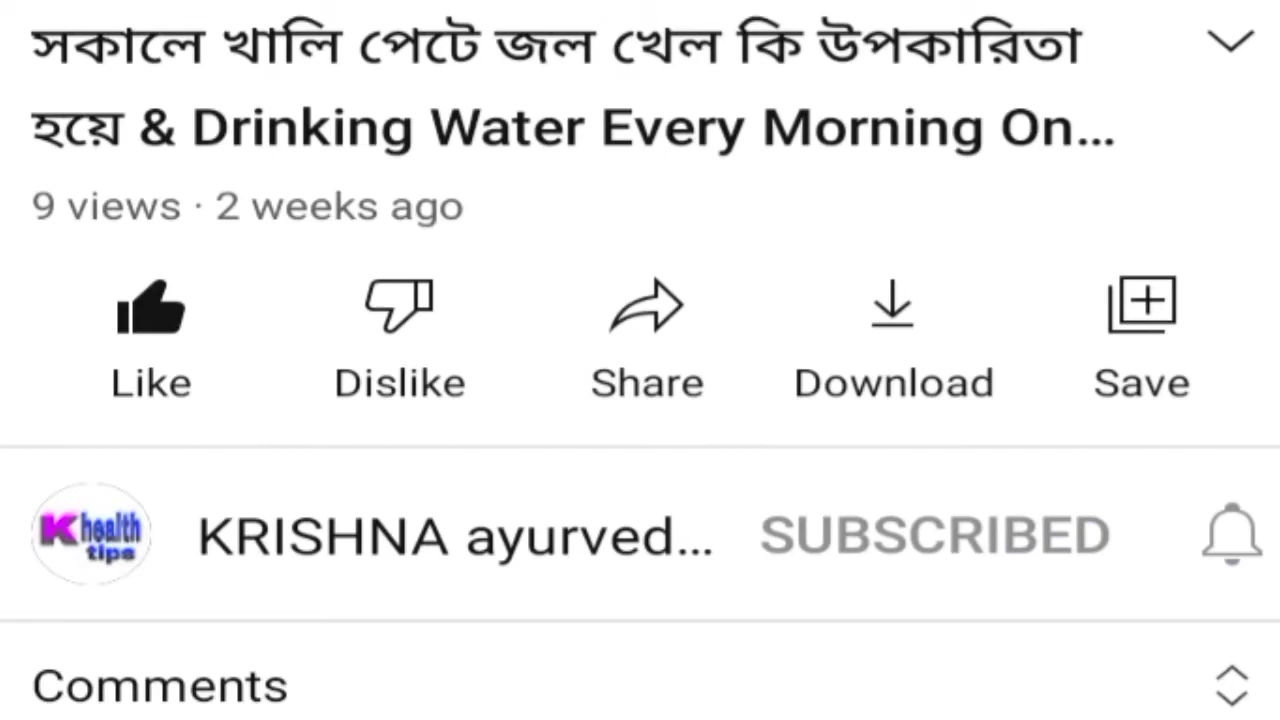 সকালে খালি পেটে জল খেল কি উপকারিতা
হয়ে & Drinking Water Every Morning On...
9 views · 2 weeks ago
Like Dislike Share Download Save
K health
tips
KRISHNA ayurved... SUBSCRIBED
Comments